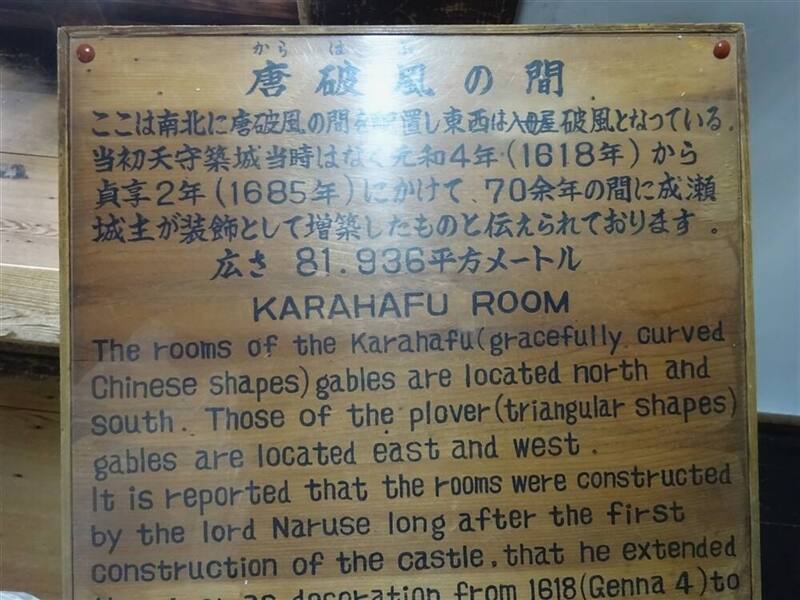 からは
唐破風の間
ここは南北に唐破風の間を配置し東西は入母屋破風となっている.
当初天守築城当時はなく元和4年(1618年)から
貞享2年(1685年)にかけて、70余年の間に成瀬
城主が装飾として増築したものと伝えられております。
広さ 81.936平方メートル
KARAHAFU ROOM
The rooms of the Karahafu(gracefully curved
Chinese shapes)gables are located north and
south. Those of the plover(triangular shapes)
gables are located east and west.
It is reported that the rooms were constructed
by the lord Naruse long after the first
construction of the castle, that he extended
as decoration from 1618(Genna 4)to